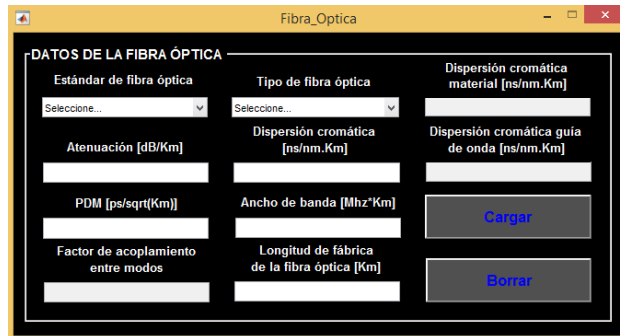 Fibra_Optica
DATOS DE LA FIBRA ÓPTICA
Estándar de fibra óptica
Seleccione...
Tipo de fibra óptica
Seleccione...
Dispersión cromática
material [ns/nm.Km]
Atenuación [dB/Km]
Dispersión cromática
[ns/nm.Km]
Dispersión cromática guía
de onda [ns/nm.Km]
PDM [ps/sqrt(Km)]
Ancho de banda [Mhz*Km]
Cargar
Factor de acoplamiento
entre modos
Longitud de fábrica
de la fibra óptica [Km]
Borrar